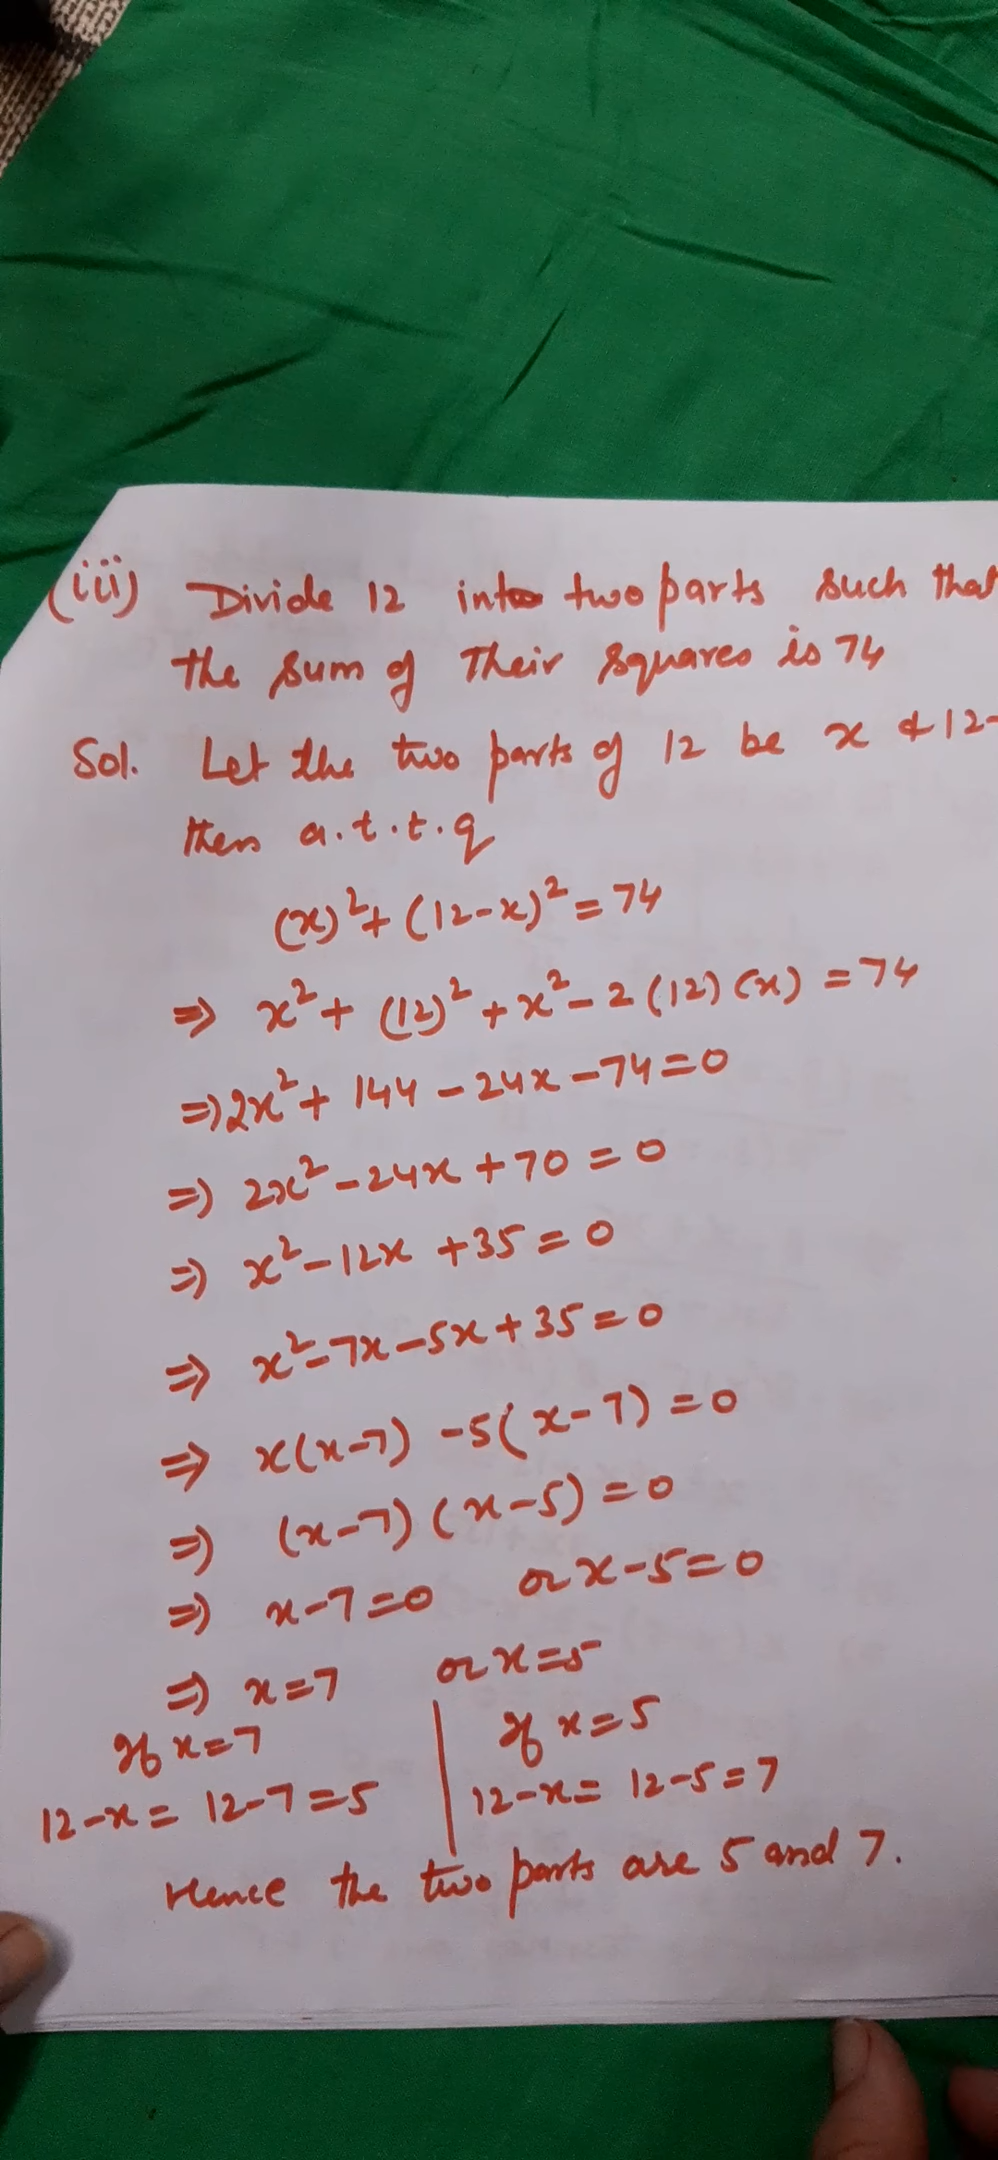 (iii) Divide 12 into two parts such that
the sum of their squares is 74
Sol. Let the two parts of 12 be x & 12-
then a.t.t.q
(x)² + (12-x)² = 74
⇒ x² + (12)² + x² - 2(12)(x) = 74
⇒ 2x² + 144 - 24x - 74 = 0
⇒ 2x² - 24x + 70 = 0
⇒ x² - 12x + 35 = 0
⇒ x² - 7x - 5x + 35 = 0
⇒ x(x-7) - 5(x-7) = 0
⇒ (x-7)(x-5) = 0
⇒ x-7=0 or x-5=0
⇒ x=7 or x=5
If x=7 | If x=5
12-x = 12-7=5 | 12-x = 12-5=7
Hence the two parts are 5 and 7.